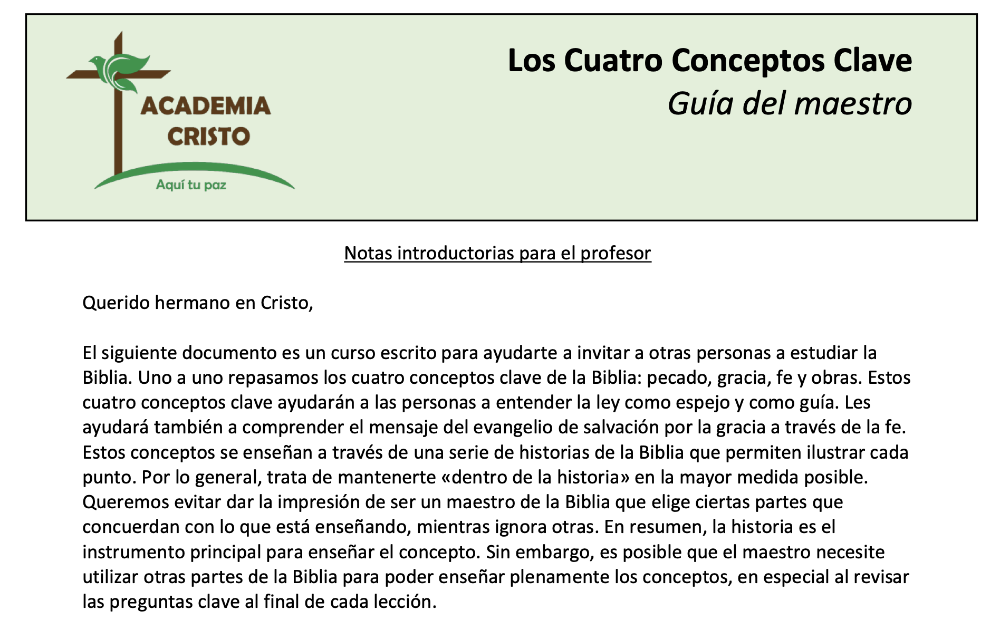 ACADEMIA
CRISTO
Aquí tu paz
Los Cuatro Conceptos Clave
Guía del maestro
Notas introductorias para el profesor
Querido hermano en Cristo,
El siguiente documento es un curso escrito para ayudarte a invitar a otras personas a estudiar la
Biblia. Uno a uno repasamos los cuatro conceptos clave de la Biblia: pecado, gracia, fe y obras. Estos
cuatro conceptos clave ayudarán a las personas a entender la ley como espejo y como guía. Les
ayudará también a comprender el mensaje del evangelio de salvación por la gracia a través de la fe.
Estos conceptos se enseñan a través de una serie de historias de la Biblia que permiten ilustrar cada
punto. Por lo general, trata de mantenerte «dentro de la historia» en la mayor medida posible.
Queremos evitar dar la impresión de ser un maestro de la Biblia que elige ciertas partes que
concuerdan con lo que está enseñando, mientras ignora otras. En resumen, la historia es el
instrumento principal para enseñar el concepto. Sin embargo, es posible que el maestro necesite
utilizar otras partes de la Biblia para poder enseñar plenamente los conceptos, en especial al revisar
las preguntas clave al final de cada lección.